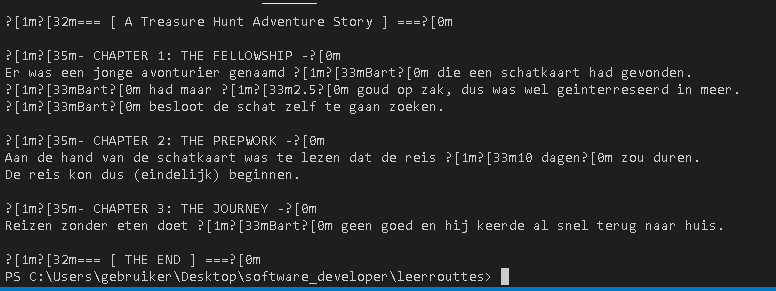 ?[1m?[32m=== [ A Treasure Hunt Adventure Story ] ===?[0m
?[1m?[35m- CHAPTER 1: THE FELLOWSHIP -?[0m
Er was een jonge avonturier genaamd ?[1m?[33mBart?[0m die een schatkaart had gevonden.
?[1m?[33mBart?[0m had maar ?[1m?[33m2.5?[0m goud op zak, dus was wel geinterreseerd in meer.
?[1m?[33mBart?[0m besloot de schat zelf te gaan zoeken.
?[1m?[35m- CHAPTER 2: THE PREPWORK -?[0m
Aan de hand van de schatkaart was te lezen dat de reis ?[1m?[33m10 dagen?[0m zou duren.
De reis kon dus (eindelijk) beginnen.
?[1m?[35m- CHAPTER 3: THE JOURNEY -?[0m
Reizen zonder eten doet ?[1m?[33mBart?[0m geen goed en hij keerde al snel terug naar huis.
?[1m?[32m=== [ THE END ] ===?[0m
PS C:\Users\gebruiker\Desktop\software_developer\leerrouttes>